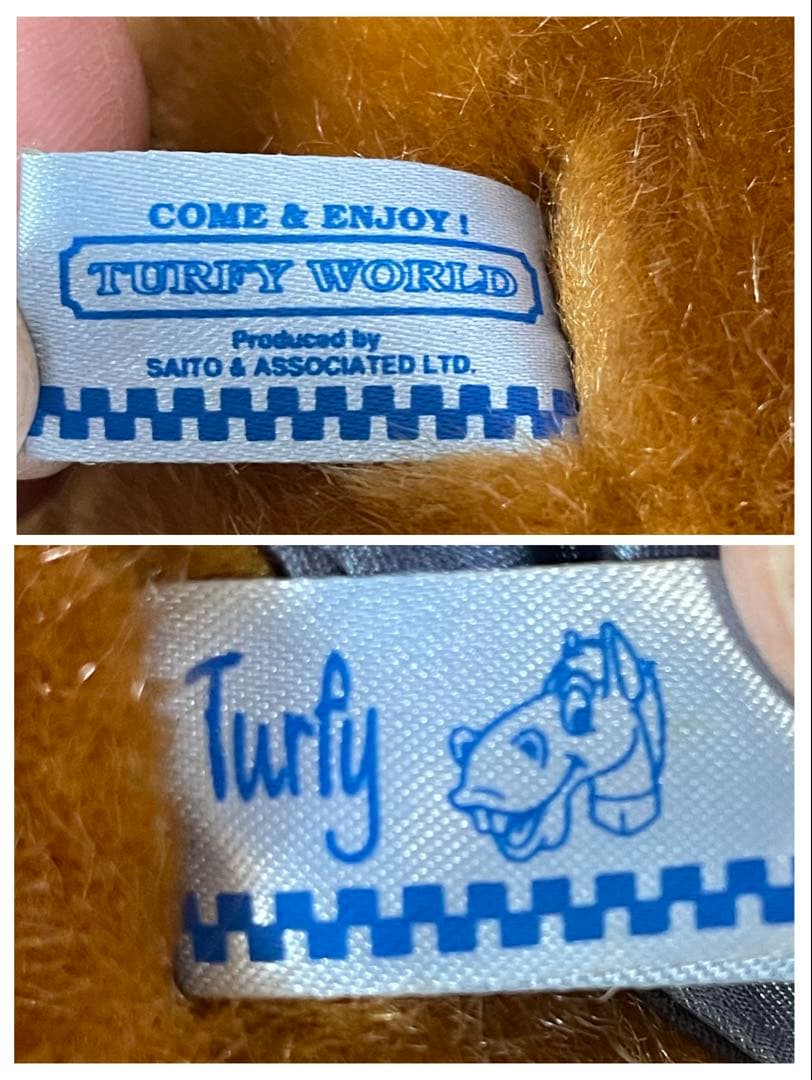 COME & ENJOY!
TURFY WORLD
Produced by
SAITO & ASSOCIATED LTD.
Turfy